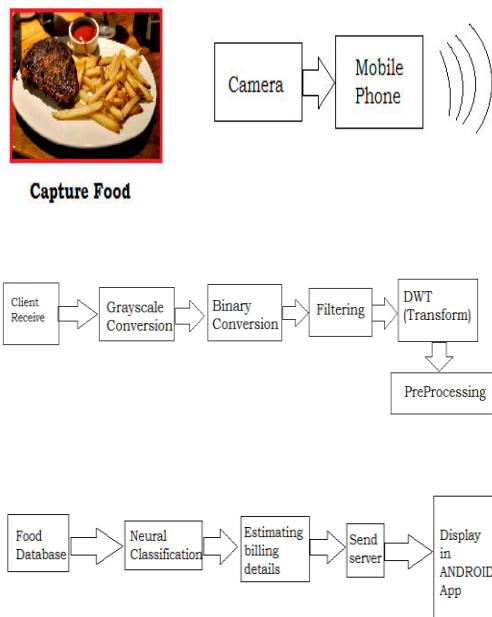 Camera
Mobile
Phone
Capture Food
Client
Receive
Grayscale
Conversion
Binary
Conversion
Filtering
DWT
(Transform)
PreProcessing
Food
Database
Neural
Classification
Estimating
billing
details
Send
server
Display
in
ANDROID
App